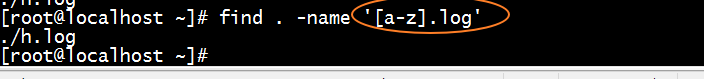 ./h.log
[root@localhost ~]# find . -name '[a-z].log'
./h.log
[root@localhost ~]#